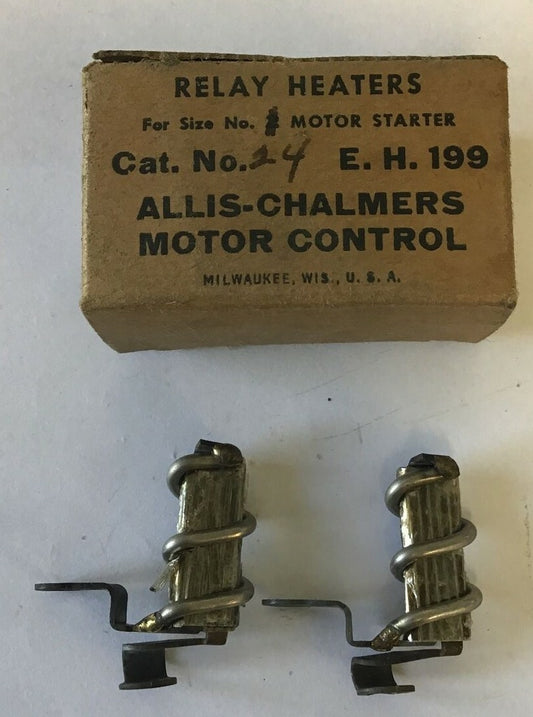 RELAY HEATERS
For Size No. MOTOR STARTER
Cat. No. 24 E. H. 199
ALLIS-CHALMERS
MOTOR CONTROL
MILWAUKEE, WIS., U. S. A.